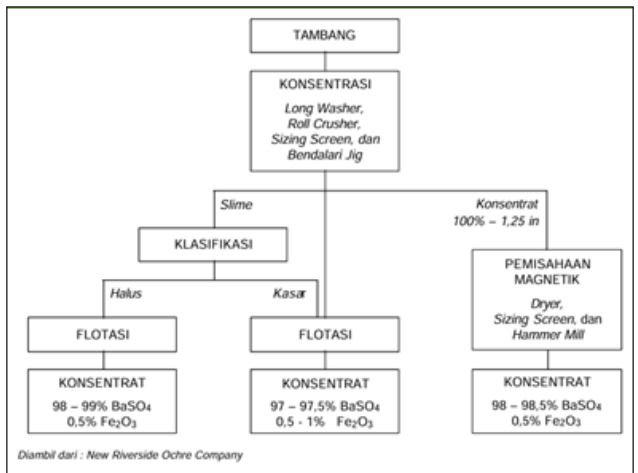 TAMBANG
KONSENTRASI
Long Washer,
Roll Crusher,
Sizing Screen, dan
Bendalari Jig
Slime
Konsentrat
100% – 1,25 in
KLASIFIKASI
PEMISAHAAN
MAGNETIK
Dryer,
Sizing Screen, dan
Hammer Mill
Halus
Kasar
FLOTASI
FLOTASI
KONSENTRAT
98 – 99% BaSO₄
0,5% Fe₂O₃
KONSENTRAT
97 – 97,5% BaSO₄
0,5 - 1% Fe₂O₃
KONSENTRAT
98 – 98,5% BaSO₄
0,5% Fe₂O₃
Diambil dari : New Riverside Ochre Company